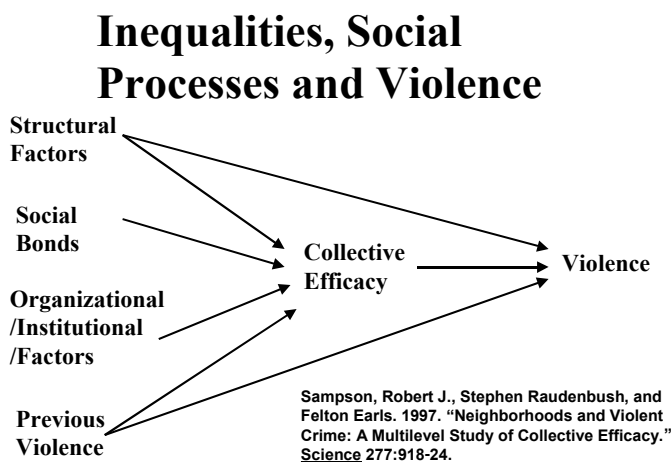 Inequalities, Social
Processes and Violence
Structural
Factors
Social
Bonds
Collective
Efficacy
Violence
Organizational
/Institutional
/Factors
Previous
Violence
Sampson, Robert J., Stephen Raudenbush, and
Felton Earls. 1997. “Neighborhoods and Violent
Crime: A Multilevel Study of Collective Efficacy.”
Science 277:918-24.